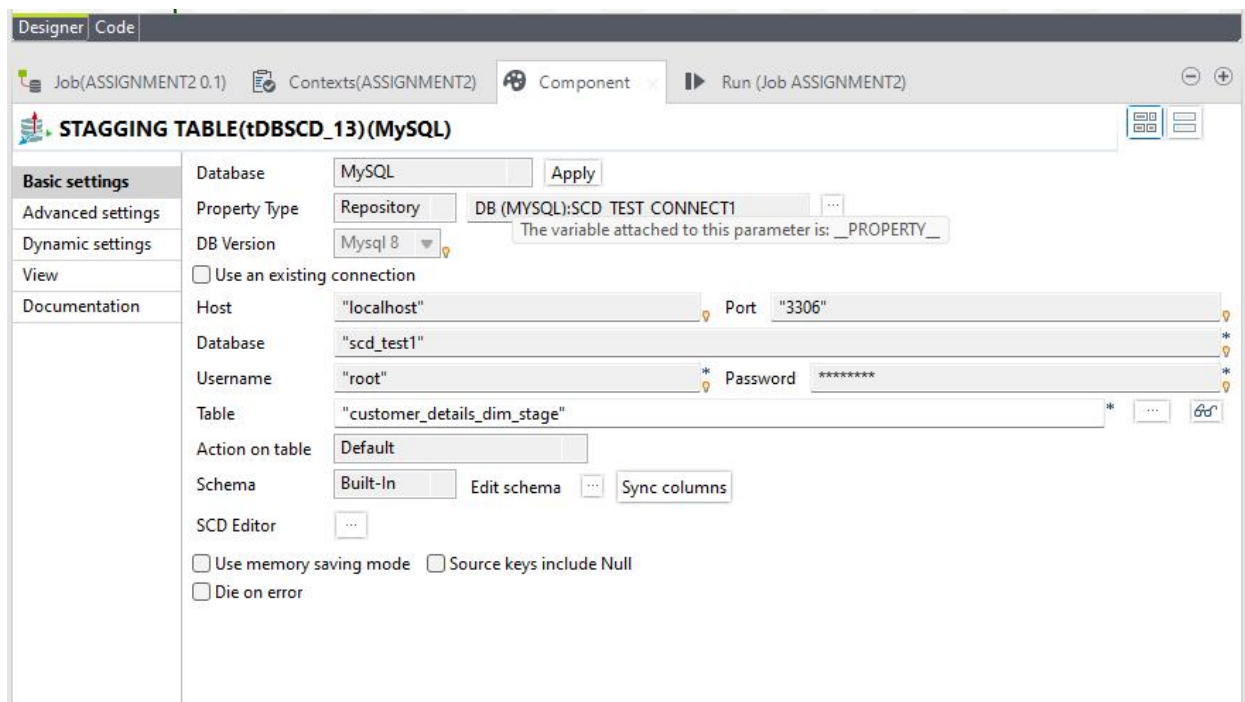 Designer Code
Job(ASSIGNMENT2 0.1) Contexts(ASSIGNMENT2) Component Run (Job ASSIGNMENT2)
STAGGING TABLE(tDBSCD_13)(MySQL)
Basic settings
Advanced settings
Dynamic settings
View
Documentation
Database MySQL Apply
Property Type Repository DB (MYSQL):SCD_TEST_CONNECT1 ...
The variable attached to this parameter is: __PROPERTY__
DB Version Mysql 8
Use an existing connection
Host "localhost" Port "3306"
Database "scd_test1" *
Username "root" * Password ******** *
Table "customer_details_dim_stage" * ...
Action on table Default
Schema Built-In Edit schema ... Sync columns
SCD Editor ...
Use memory saving mode Source keys include Null
Die on error